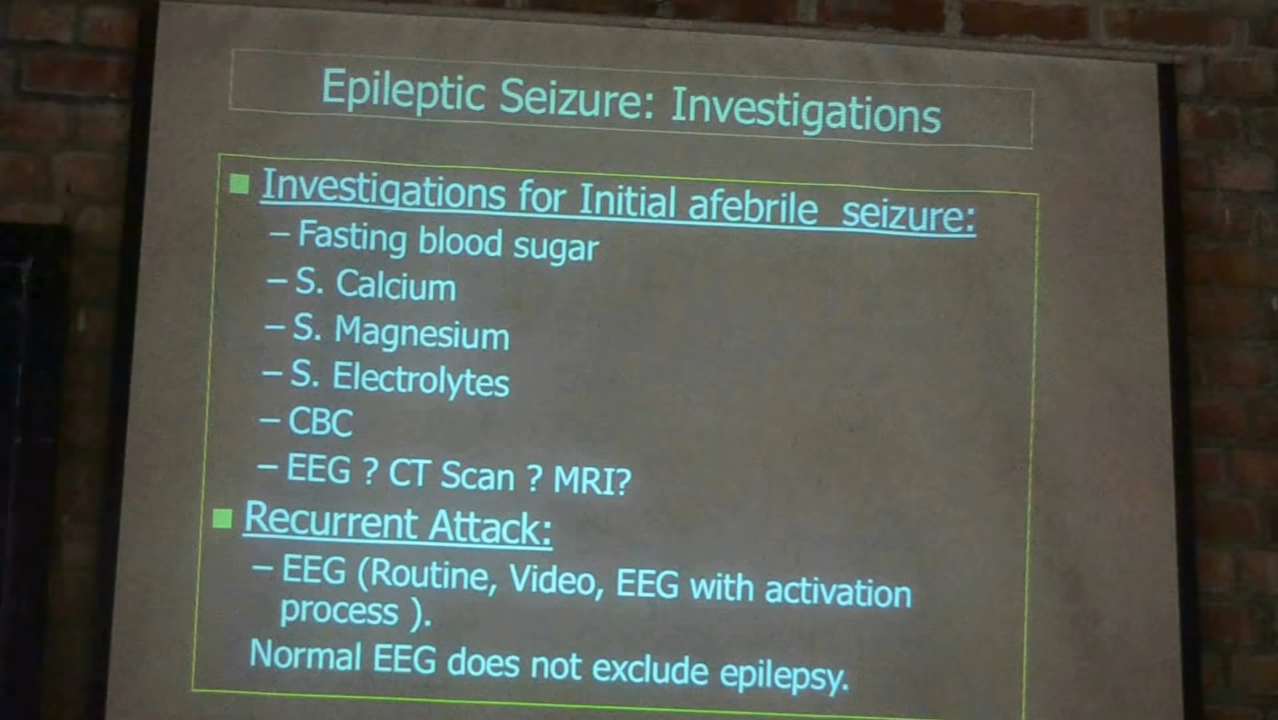 Epileptic Seizure: Investigations
■ Investigations for Initial afebrile seizure:
– Fasting blood sugar
– S. Calcium
– S. Magnesium
– S. Electrolytes
– CBC
– EEG ? CT Scan ? MRI?
■ Recurrent Attack:
– EEG (Routine, Video, EEG with activation
process ).
Normal EEG does not exclude epilepsy.